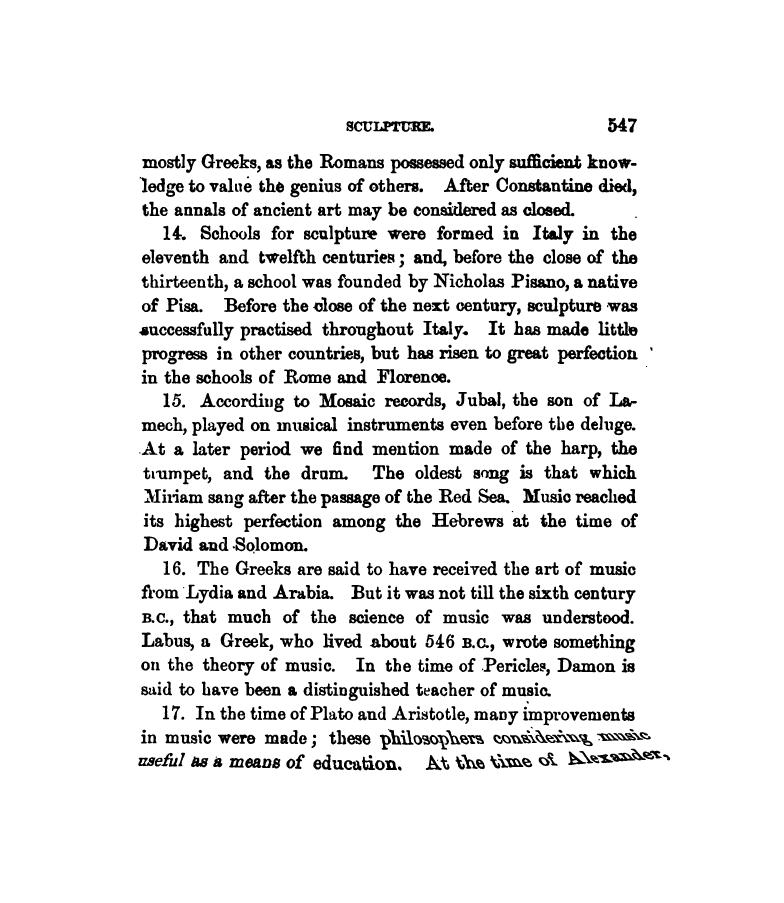 SCULPTURE. 547
mostly Greeks, as the Romans possessed only sufficient know-
ledge to value the genius of others. After Constantine died,
the annals of ancient art may be considered as closed.
14. Schools for sculpture were formed in Italy in the
eleventh and twelfth centuries; and, before the close of the
thirteenth, a school was founded by Nicholas Pisano, a native
of Pisa. Before the close of the next century, sculpture was
successfully practised throughout Italy. It has made little
progress in other countries, but has risen to great perfection
in the schools of Rome and Florence.
15. According to Mosaic records, Jubal, the son of La-
mech, played on musical instruments even before the deluge.
At a later period we find mention made of the harp, the
trumpet, and the drum. The oldest song is that which
Miriam sang after the passage of the Red Sea. Music reached
its highest perfection among the Hebrews at the time of
David and Solomon.
16. The Greeks are said to have received the art of music
from Lydia and Arabia. But it was not till the sixth century
B.C., that much of the science of music was understood.
Labus, a Greek, who lived about 546 B.C., wrote something
on the theory of music. In the time of Pericles, Damon is
said to have been a distinguished teacher of music.
17. In the time of Plato and Aristotle, many improvements
in music were made; these philosophers considering music
useful as a means of education. At the time of Alexander,